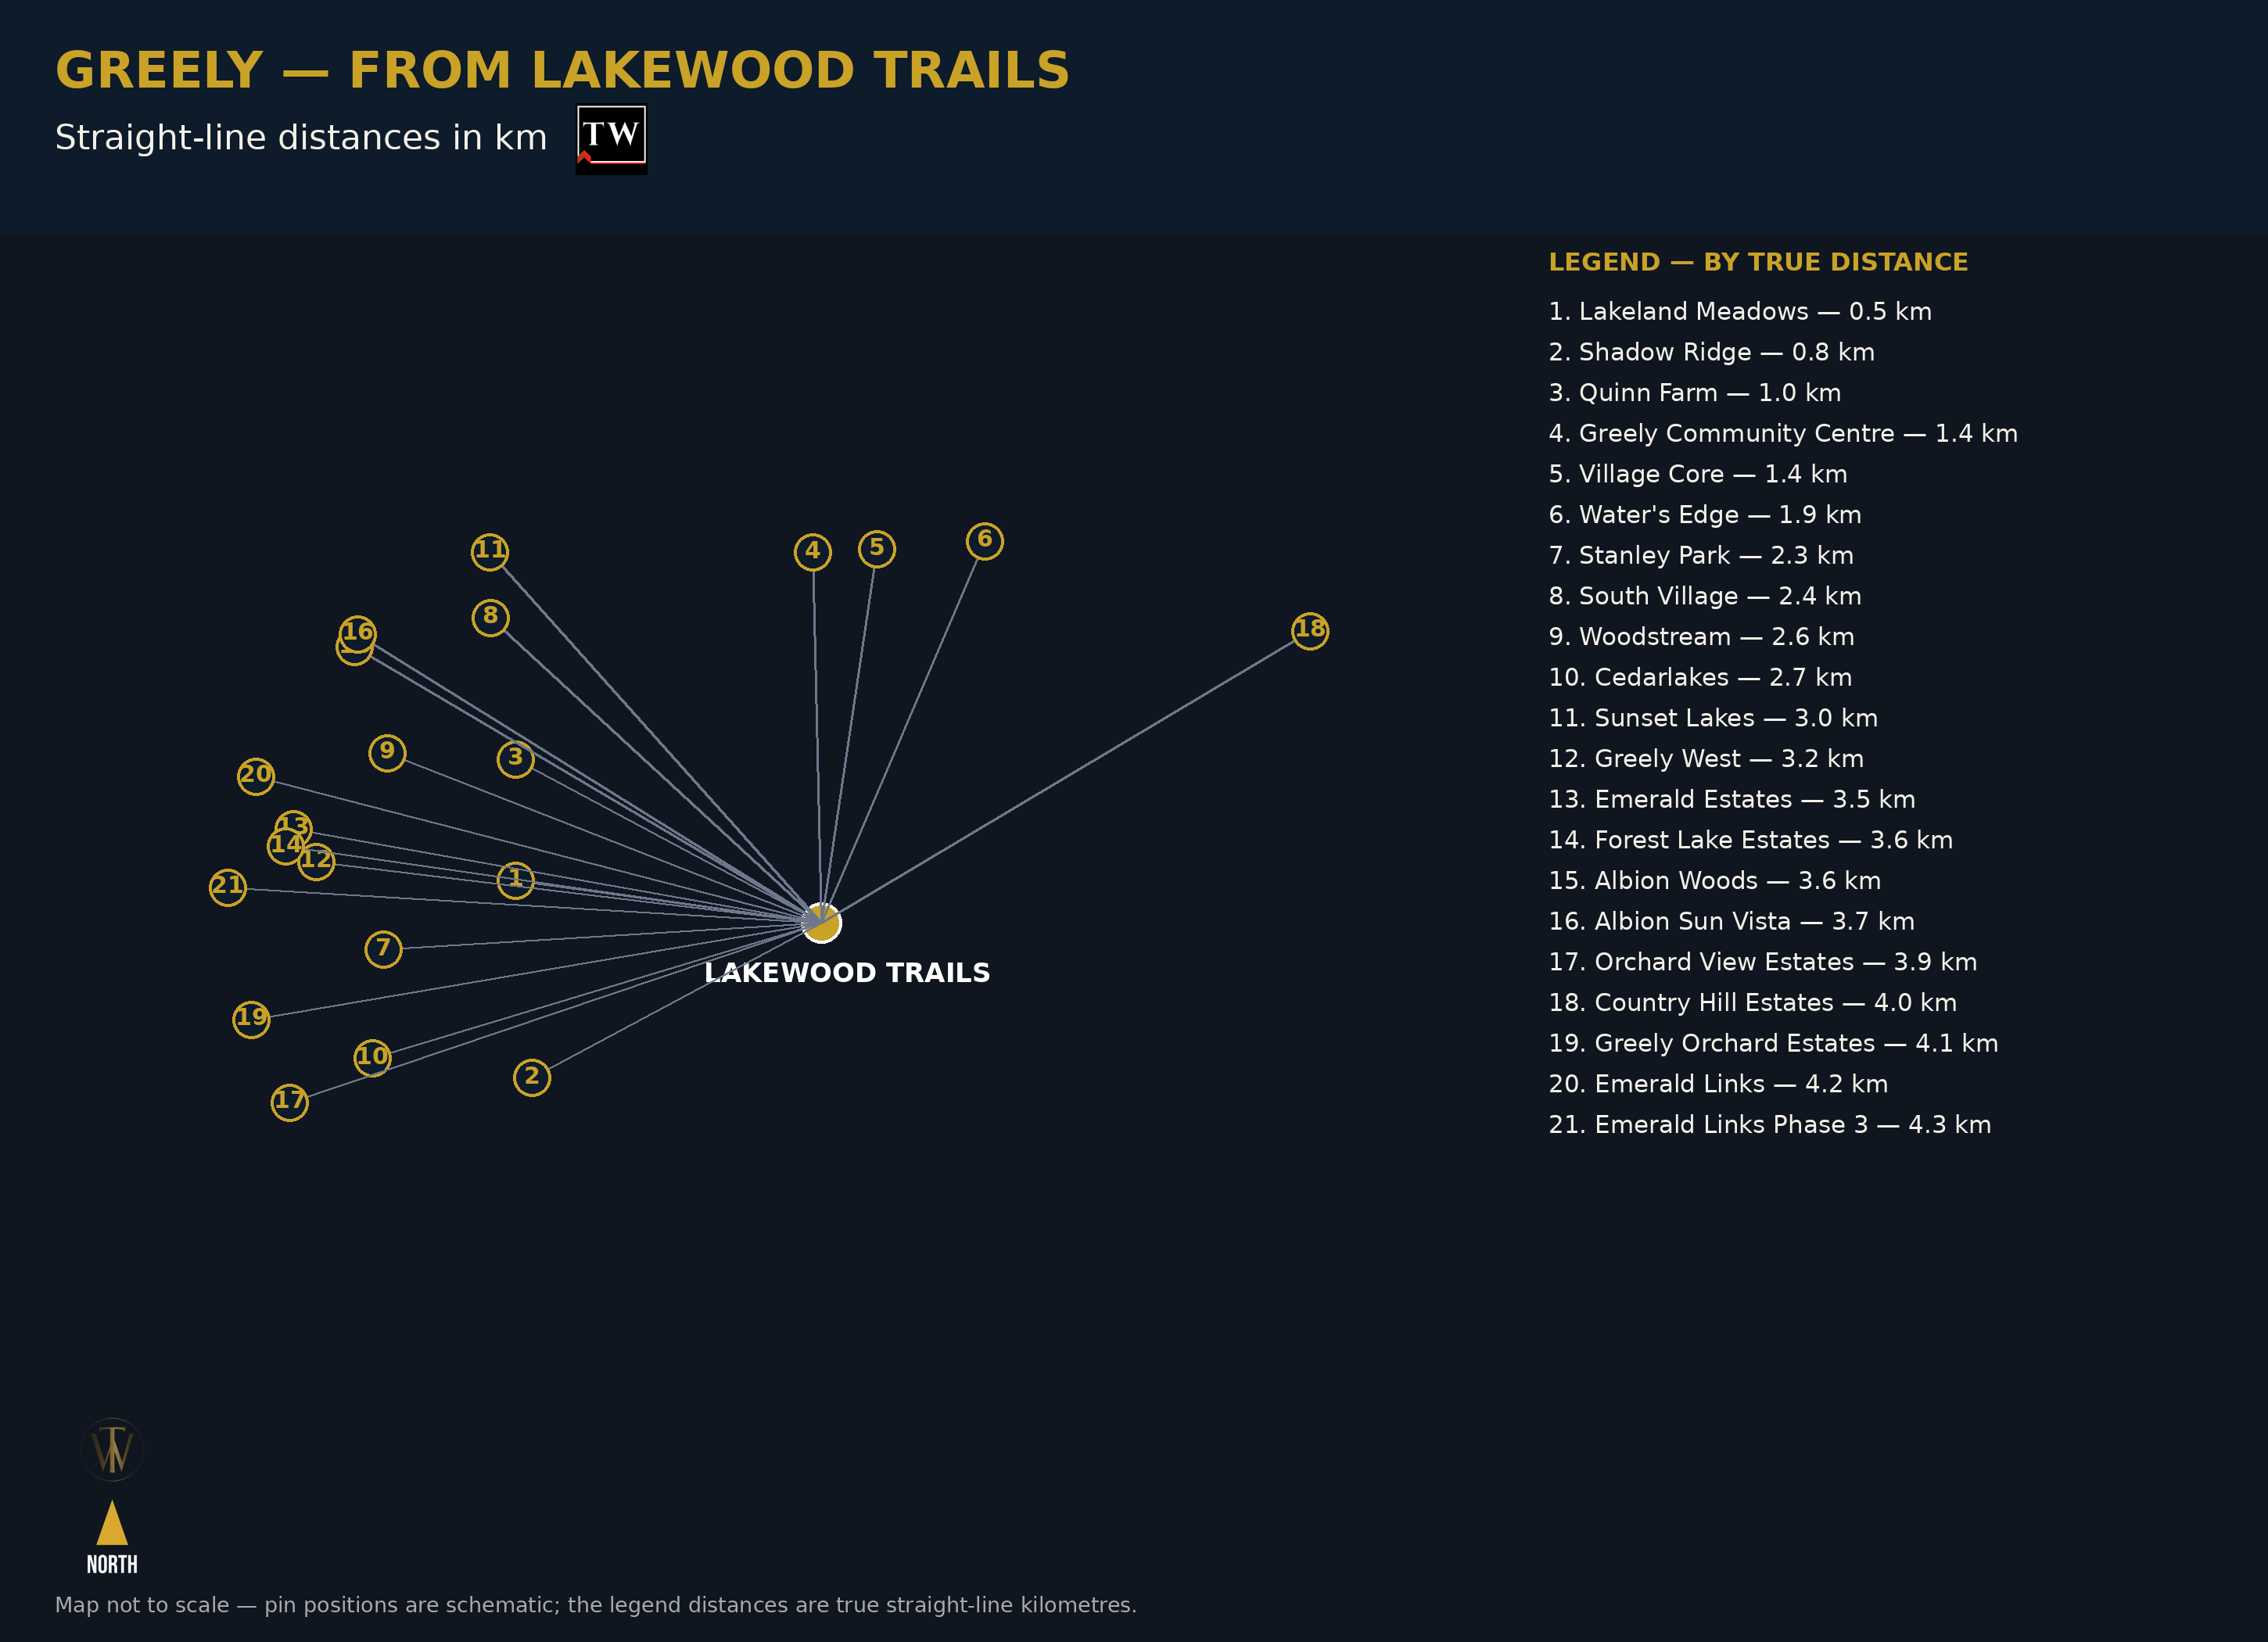 GREELY — FROM LAKEWOOD TRAILS
Straight-line distances in km
TW
LEGEND — BY TRUE DISTANCE
1. Lakeland Meadows — 0.5 km
2. Shadow Ridge — 0.8 km
3. Quinn Farm — 1.0 km
4. Greely Community Centre — 1.4 km
5. Village Core — 1.4 km
6. Water's Edge — 1.9 km
7. Stanley Park — 2.3 km
8. South Village — 2.4 km
9. Woodstream — 2.6 km
10. Cedarlakes — 2.7 km
11. Sunset Lakes — 3.0 km
12. Greely West — 3.2 km
13. Emerald Estates — 3.5 km
14. Forest Lake Estates — 3.6 km
15. Albion Woods — 3.6 km
16. Albion Sun Vista — 3.7 km
17. Orchard View Estates — 3.9 km
18. Country Hill Estates — 4.0 km
19. Greely Orchard Estates — 4.1 km
20. Emerald Links — 4.2 km
21. Emerald Links Phase 3 — 4.3 km
11
4
5
6
8
16
18
9
3
20
13
14
12
21
1
7
LAKEWOOD TRAILS
19
10
2
17
TW
NORTH
Map not to scale — pin positions are schematic; the legend distances are true straight-line kilometres.